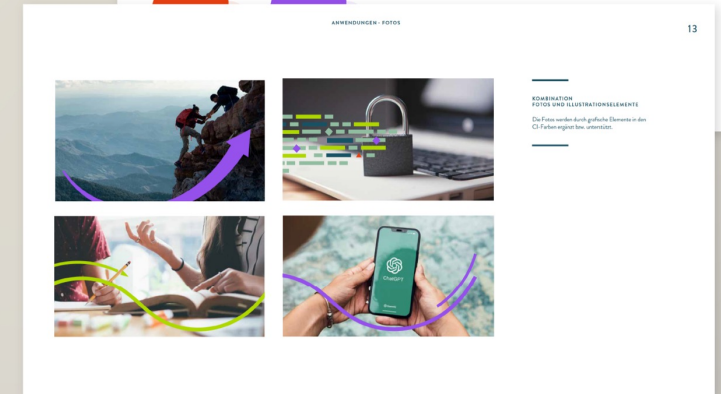 ANWENDUNGEN · FOTOS
13
KOMBINATION
FOTOS UND ILLUSTRATIONSELEMENTE
Die Fotos werden durch grafische Elemente in den
CI-Farben ergänzt bzw. unterstützt.
ChatGPT